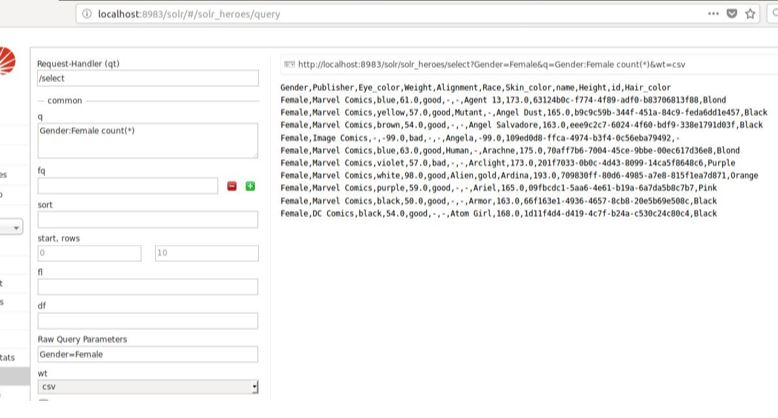 localhost:8983/solr/#/solr_heroes/query
Request-Handler (qt)
/select
common
q
Gender:Female count(*)
fq
sort
start, rows
0
10
fl
df
Raw Query Parameters
Gender=Female
wt
csv
tats
http://localhost:8983/solr/solr_heroes/select?Gender=Female&q=Gender:Female count(*)&wt=csv
Gender,Publisher,Eye_color,Weight,Alignment,Race,Skin_color,name,Height,id,Hair_color
Female,Marvel Comics,blue,61.0,good,-,-,Agent 13,173.0,63124b0c-f774-4f89-adf0-b83706813f88,Blond
Female,Marvel Comics,yellow,57.0,good,Mutant,-,Angel Dust,165.0,b9c9c59b-344f-451a-84c9-feda6dd1e457,Black
Female,Marvel Comics,brown,54.0,good,-,-,Angel Salvadore,163.0,eee9c2c7-6024-4f60-bdf9-338e1791d03f,Black
Female,Image Comics,-,-99.0,bad,-,-,Angela,-99.0,109ed0d8-ffca-4974-b3f4-0c56eba79492,-
Female,Marvel Comics,blue,63.0,good,Human,-,Arachne,175.0,70aff7b6-7004-45ce-9bbe-00ec617d36e8,Blond
Female,Marvel Comics,violet,57.0,bad,-,-,Arclight,173.0,201f7033-0b0c-4d43-8099-14ca5f8648c6,Purple
Female,Marvel Comics,white,98.0,good,Alien,gold,Ardina,193.0,709830ff-80d6-4985-a7e8-815f1ea7d871,Orange
Female,Marvel Comics,purple,59.0,good,-,-,Ariel,165.0,09fbcdc1-5aa6-4e61-b19a-6a7da5b8c7b7,Pink
Female,Marvel Comics,black,50.0,good,-,-,Armor,163.0,66f163e1-4936-4657-8cb8-20e5b69e508c,Black
Female,DC Comics,black,54.0,good,-,-,Atom Girl,168.0,1d11f4d4-d419-4c7f-b24a-c530c24c80c4,Black